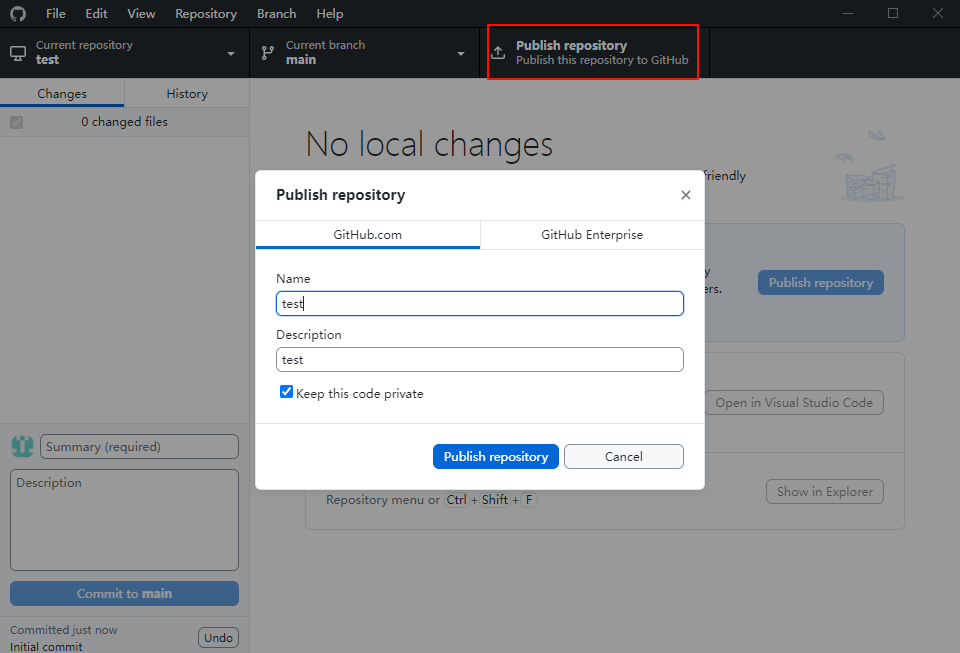 File Edit View Repository Branch Help
Current repository
test
Current branch
main
Publish repository
Publish this repository to GitHub
Changes History
0 changed files
No local changes
friendly
Publish repository
GitHub.com GitHub Enterprise
Name
test
Description
test
Keep this code private
Publish repository Cancel
y
ers.
Publish repository
Open in Visual Studio Code
Repository menu or Ctrl + Shift + F
Show in Explorer
Summary (required)
Description
Commit to main
Committed just now
Initial commit
Undo